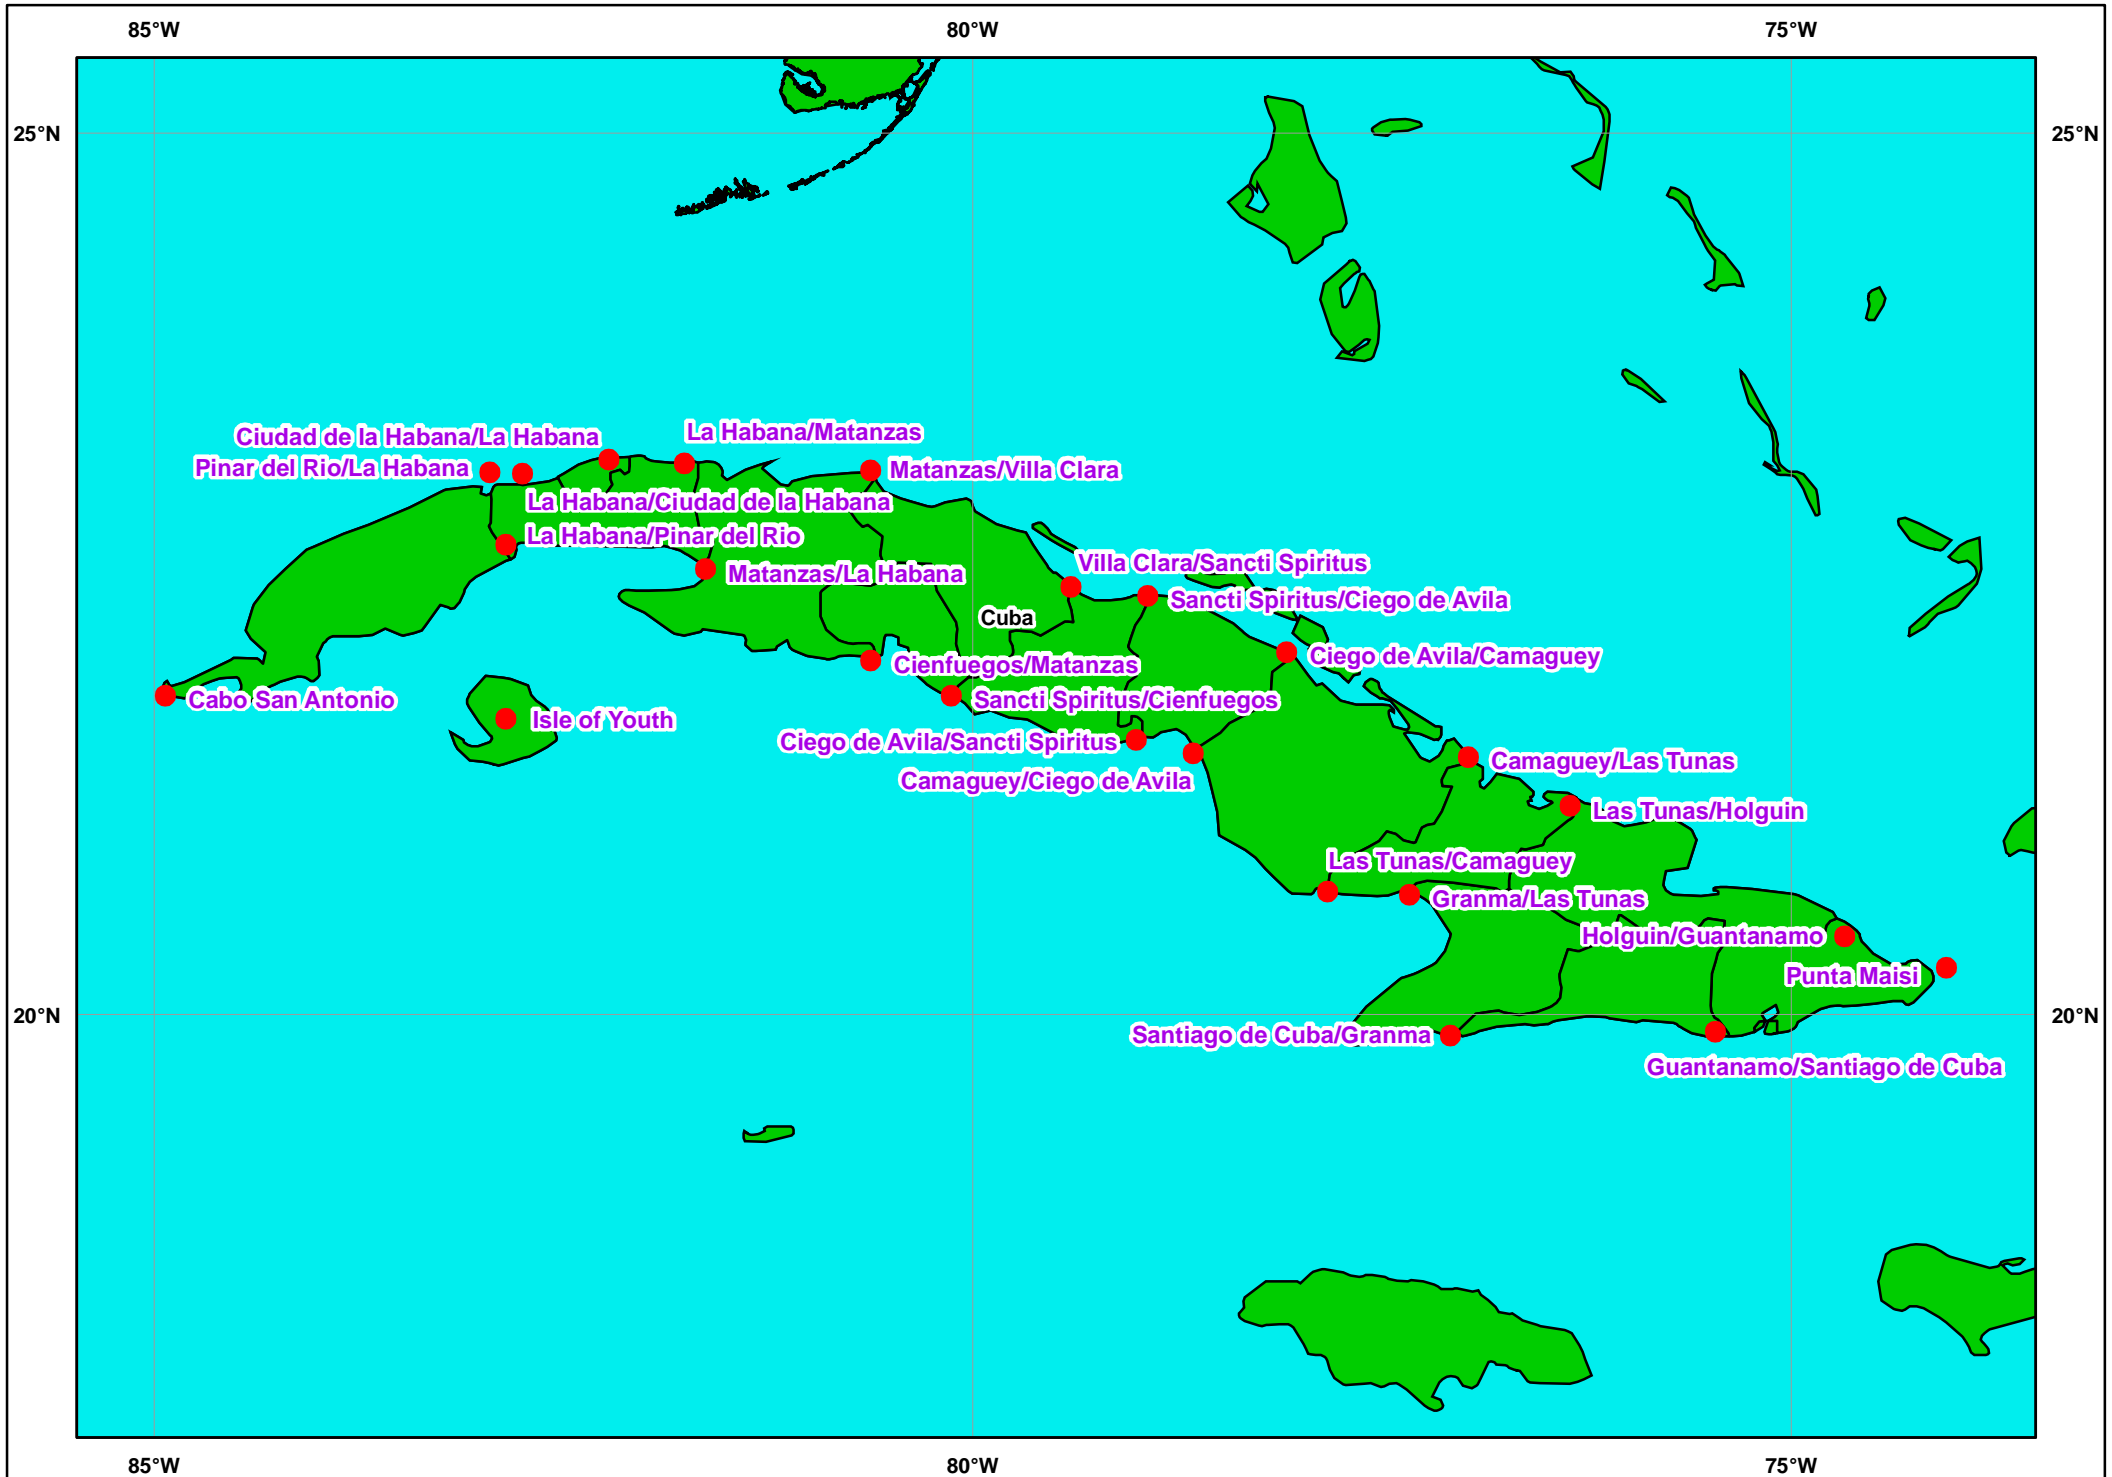 85°W
80°W
75°W
25°N
25°N
La Habana/Matanzas
Ciudad de la Habana/La Habana
Pinar del Rio/La Habana
Matanzas/Villa Clara
La Habana/Ciudad de la Habana
La Habana/Pinar del Rio
Villa Clara/Sancti Spiritus
Matanzas/La Habana
Sancti Spiritus/Ciego de Avila
Cuba
Ciego de Avila/Camaguey
Cienfuegos/Matanzas
Cabo San Antonio
Sancti Spiritus/Cienfuegos
Isle of Youth
Ciego de Avila/Sancti Spiritus
Camaguey/Las Tunas
Camaguey/Ciego de Avila
Las Tunas/Holguin
Las Tunas/Camaguey
Granma/Las Tunas
Holguin/Guantanamo
Punta Maisi
20°N
20°N
Santiago de Cuba/Granma
Guantanamo/Santiago de Cuba
85°W
80°W
75°W